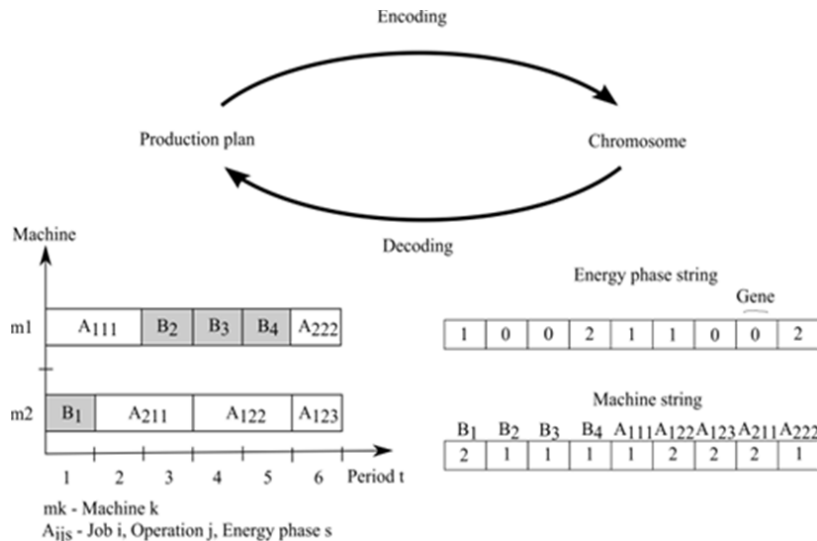 Encoding
Production plan
Chromosome
Decoding
Machine
m1
A111 B2 B3 B4 A222
m2
B1 A211 A122 A123
1 2 3 4 5 6 Period t
mk - Machine k
Aijs - Job i, Operation j, Energy phase s
Energy phase string
Gene
1 0 0 2 1 1 0 0 2
Machine string
B1 B2 B3 B4 A111 A122 A123 A211 A222
2 1 1 1 1 2 2 2 1